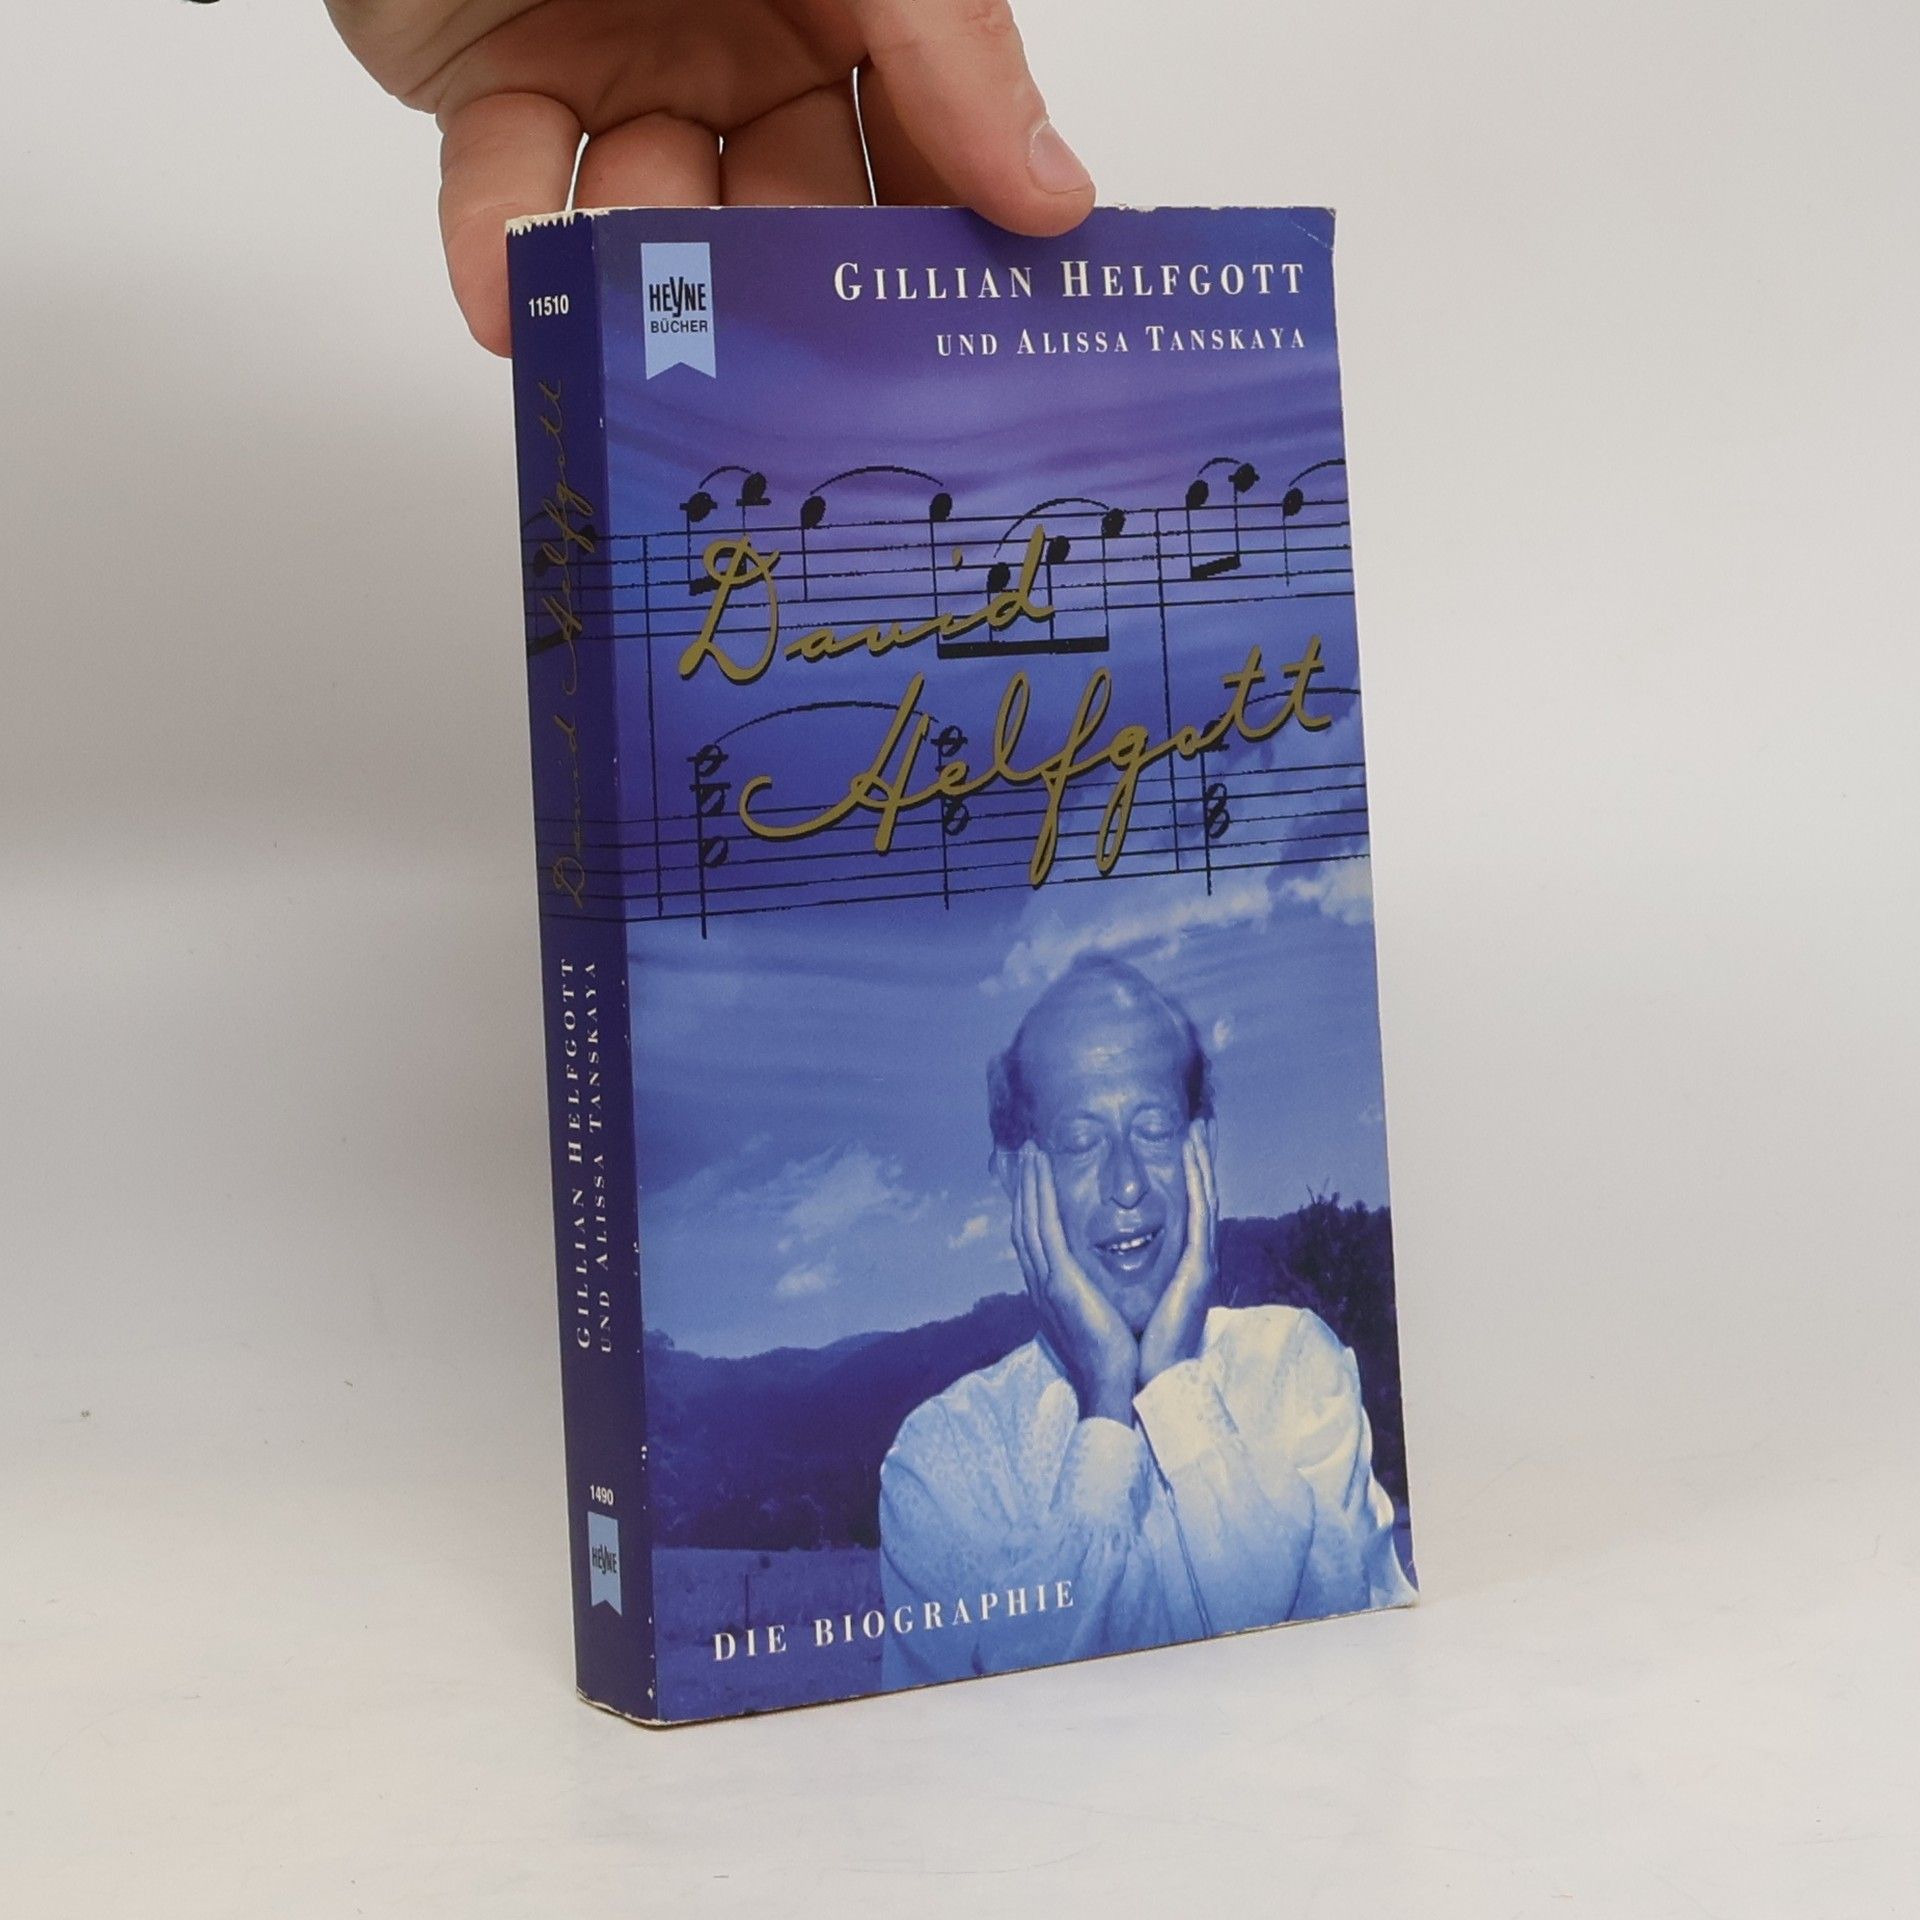 11510
David Helfgott
GILLIAN HELFGOTT
UND ALISSA TANSKAYA
1490
HEYNE
HEYNE
BÜCHER
GILLIAN HELFGOTT
UND ALISSA TANSKAYA
David
Helfgott
DIE BIOGRAPHIE